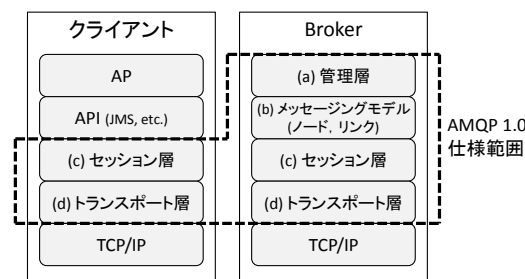 クライアント
AP
API (JMS, etc.)
(c) セッション層
(d) トランスポート層
TCP/IP
Broker
(a) 管理層
(b) メッセージングモデル
(ノード, リンク)
(c) セッション層
(d) トランスポート層
TCP/IP
AMQP 1.0
仕様範囲